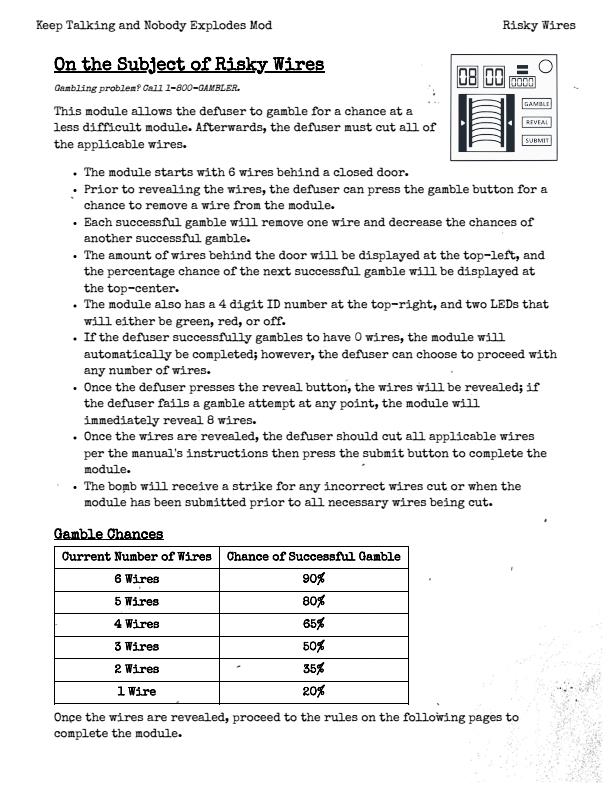 Keep Talking and Nobody Explodes Mod Risky Wires
On the Subject of Risky Wires
Gambling problem? Call 1-800-GAMBLER.
08 00 0000
GAMBLE
REVEAL
SUBMIT
This module allows the defuser to gamble for a chance at a
less difficult module. Afterwards, the defuser must cut all of
the applicable wires.
• The module starts with 6 wires behind a closed door.
• Prior to revealing the wires, the defuser can press the gamble button for a
chance to remove a wire from the module.
• Each successful gamble will remove one wire and decrease the chances of
another successful gamble.
• The amount of wires behind the door will be displayed at the top-left, and
the percentage chance of the next successful gamble will be displayed at
the top-center.
• The module also has a 4 digit ID number at the top-right, and two LEDs that
will either be green, red, or off.
• If the defuser successfully gambles to have 0 wires, the module will
automatically be completed; however, the defuser can choose to proceed with
any number of wires.
• Once the defuser presses the reveal button, the wires will be revealed; if
the defuser fails a gamble attempt at any point, the module will
immediately reveal 8 wires.
• Once the wires are revealed, the defuser should cut all applicable wires
per the manual's instructions then press the submit button to complete the
module.
• The bomb will receive a strike for any incorrect wires cut or when the
module has been submitted prior to all necessary wires being cut.
Gamble Chances
Current Number of Wires Chance of Successful Gamble
6 Wires 90%
5 Wires 80%
4 Wires 65%
3 Wires 50%
2 Wires 35%
1 Wire 20%
Once the wires are revealed, proceed to the rules on the following pages to
complete the module.